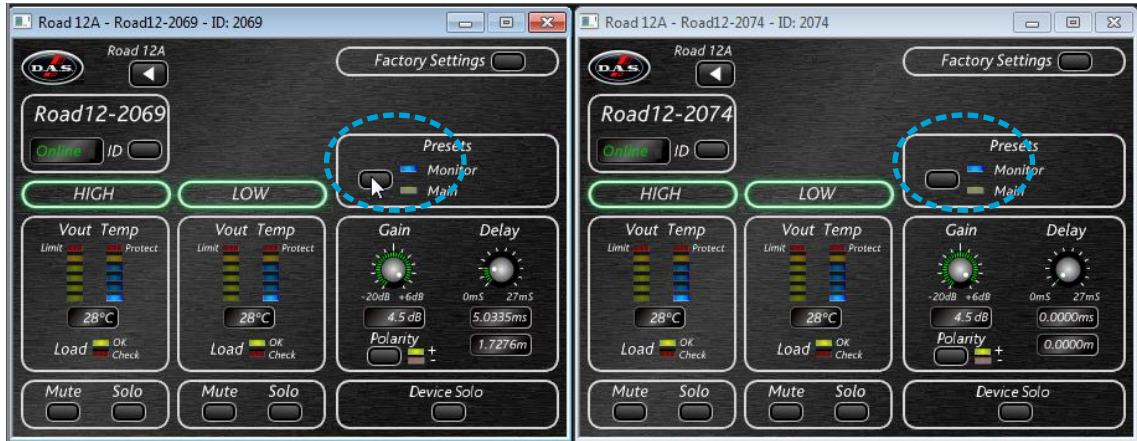 Road 12A - Road12-2069 - ID: 2069
D.A.S.
Road 12A
Factory Settings
Road12-2069
Online ID
Presets
Monitor
Main
HIGH
LOW
Vout Temp
Limit Protect
28°C
Load OK
Check
Vout Temp
Limit Protect
28°C
Load OK
Check
Gain
-20dB +6dB
4.5 dB
Polarity
+
-
Delay
0mS 27mS
5.0335ms
1.7276m
Mute Solo
Mute Solo
Device Solo
Road 12A - Road12-2074 - ID: 2074
D.A.S.
Road 12A
Factory Settings
Road12-2074
Online ID
Presets
Monitor
Main
HIGH
LOW
Vout Temp
Limit Protect
28°C
Load OK
Check
Vout Temp
Limit Protect
28°C
Load OK
Check
Gain
-20dB +6dB
4.5 dB
Polarity
+
-
Delay
0mS 27mS
0.0000ms
0.0000m
Mute Solo
Mute Solo
Device Solo